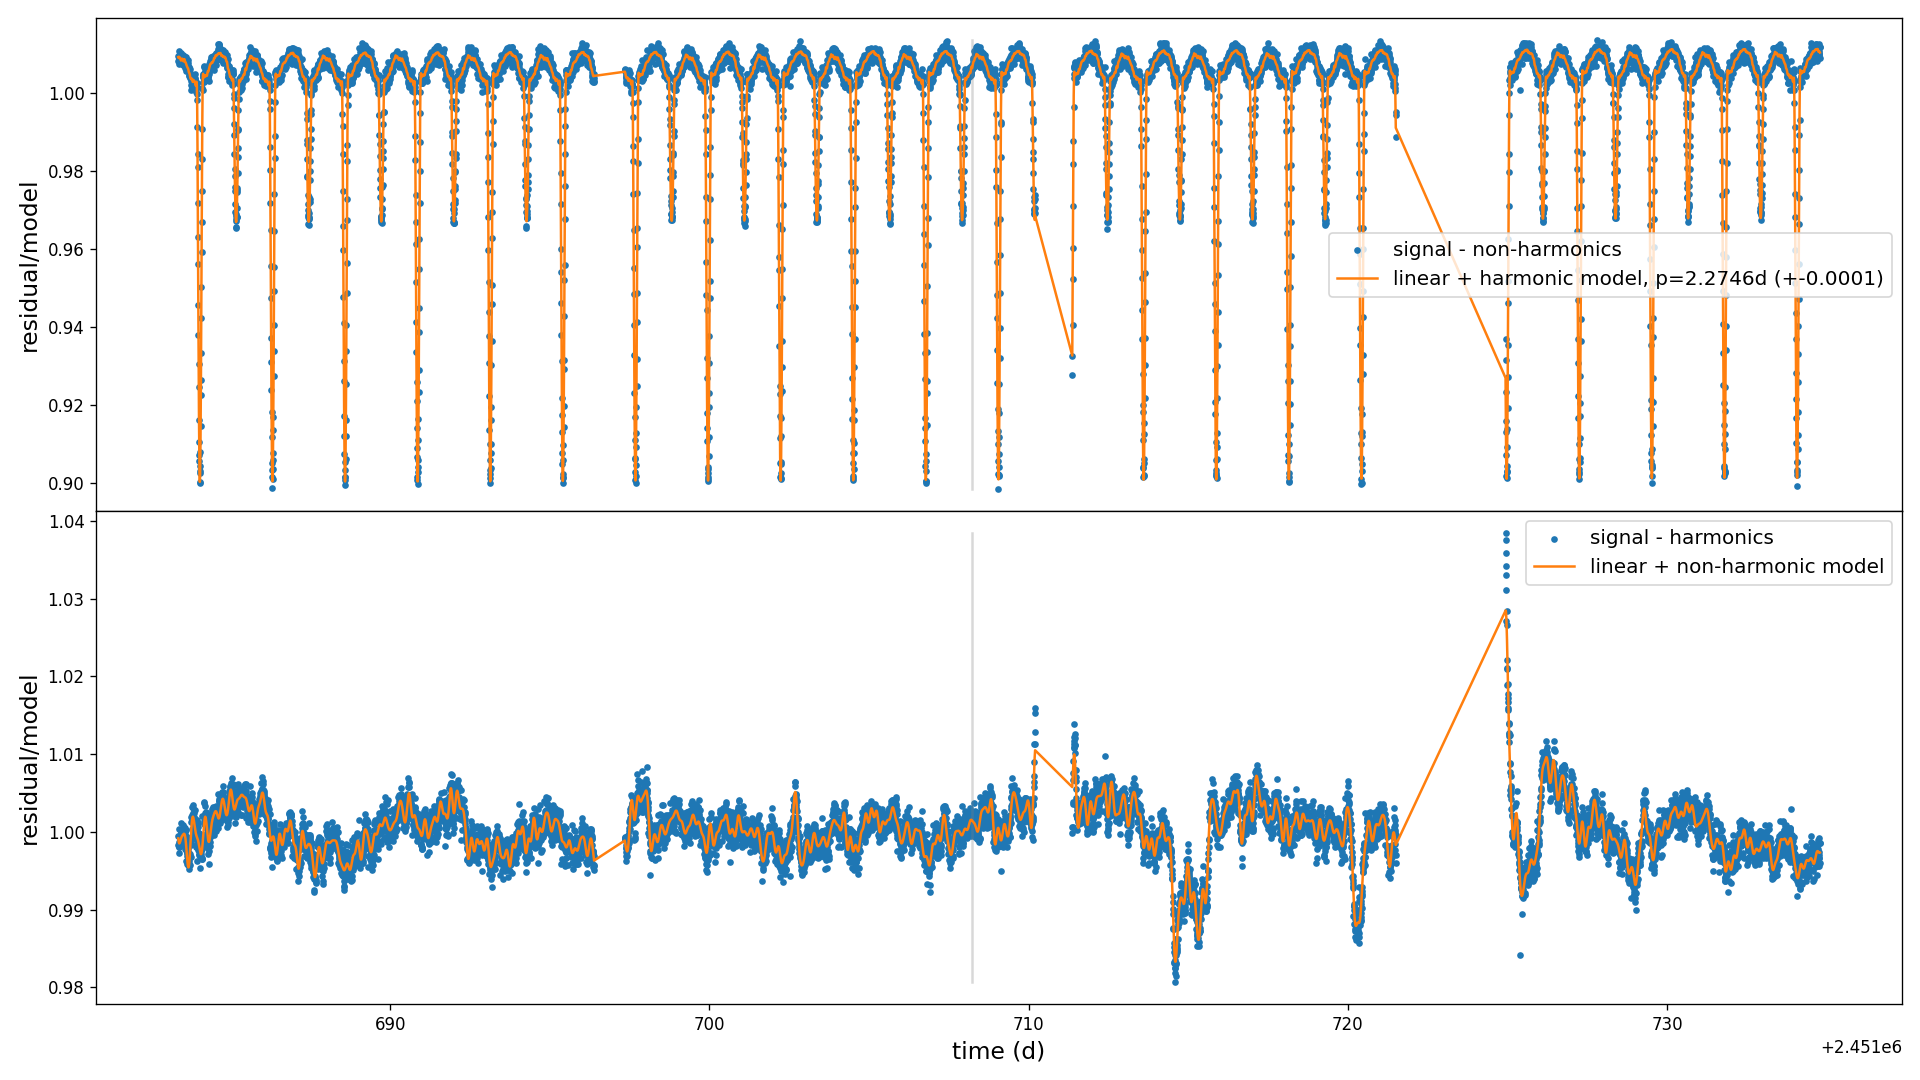 1.00
0.98
0.96
0.94
0.92
0.90
residual/model
signal - non-harmonics
linear + harmonic model, p=2.2746d (+-0.0001)
1.04
1.03
1.02
1.01
1.00
0.99
0.98
residual/model
signal - harmonics
linear + non-harmonic model
690
700
710
720
730
time (d)
+2.451e6